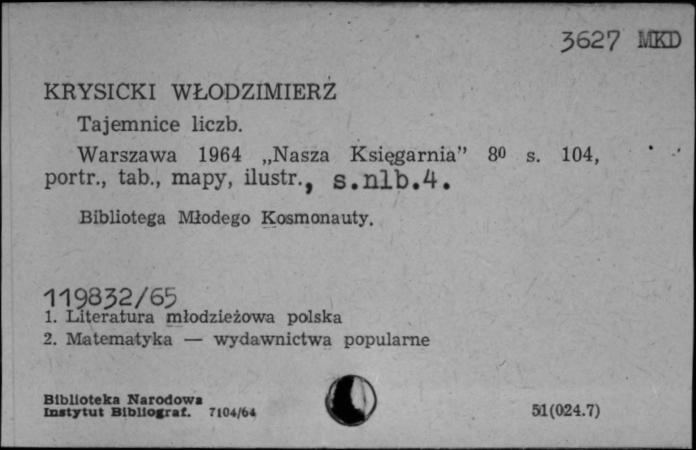 3627 MKD
KRYSICKI WŁODZIMIERZ
Tajemnice liczb.
Warszawa 1964 „Nasza Księgarnia” 8⁰ s. 104,
portr., tab., mapy, ilustr., s.nlb.4.
Bibliotega Młodego Kosmonauty.
119832/65
1. Literatura młodzieżowa polska
2. Matematyka — wydawnictwa popularne
Biblioteka Narodowa
Instytut Bibliograf. 7104/64
51(024.7)